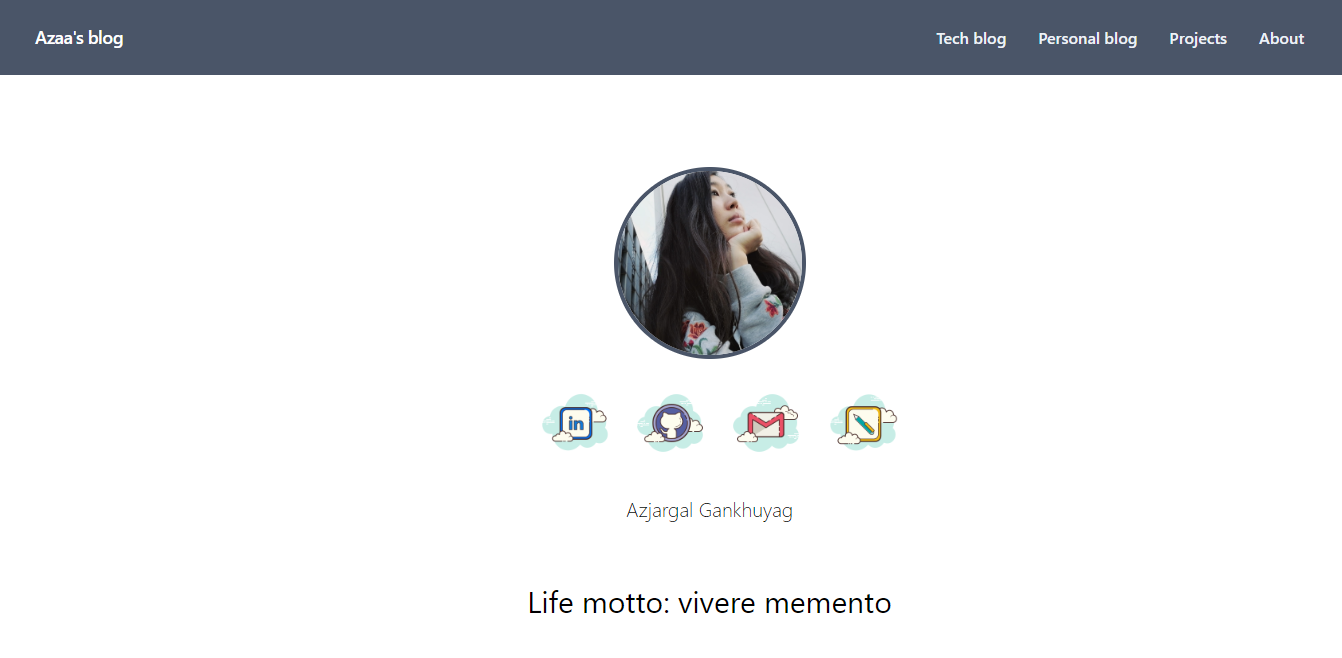 Azaa's blog
Tech blog Personal blog Projects About
in
Azjargal Gankhuyag
Life motto: vivere memento